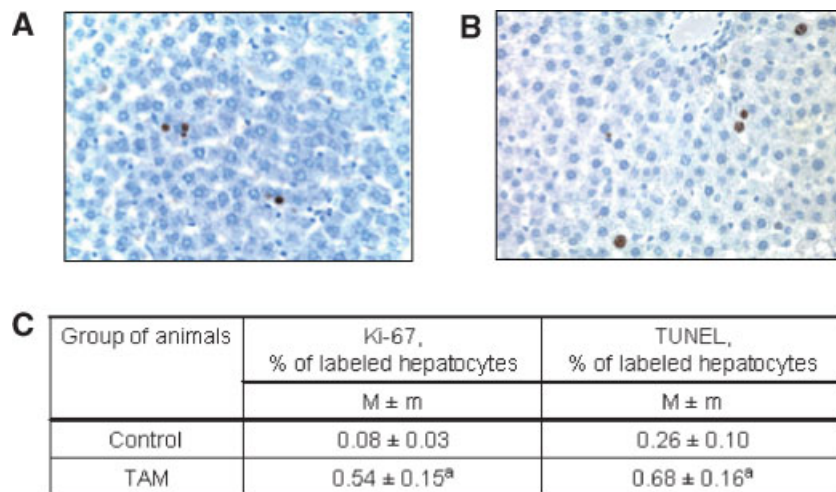 A
B
C
Group of animals
Ki-67,
% of labeled hepatocytes
TUNEL,
% of labeled hepatocytes
M ± m
M ± m
Control
0.08 ± 0.03
0.26 ± 0.10
TAM
0.54 ± 0.15ᵃ
0.68 ± 0.16ᵃ